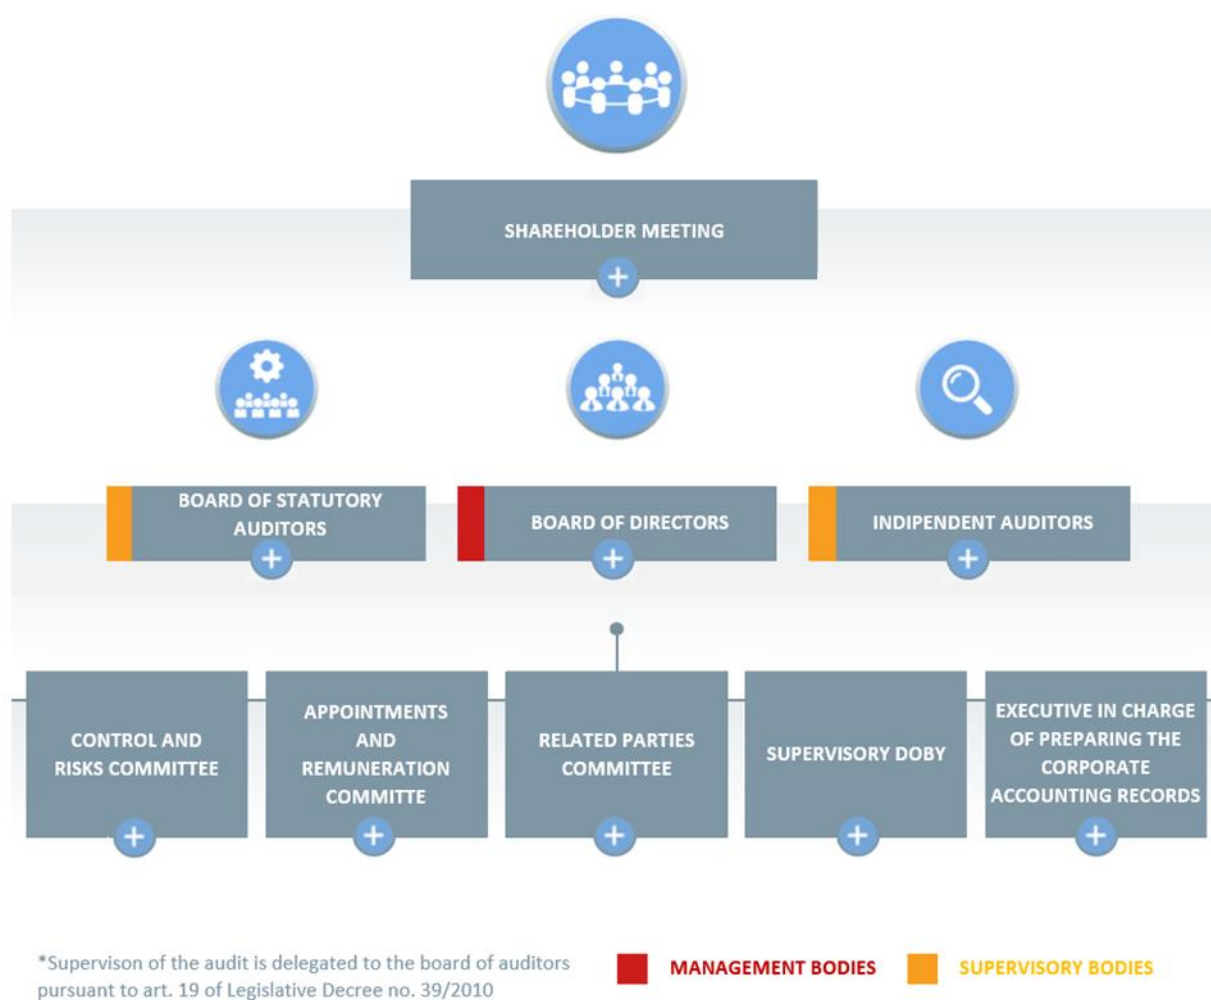 SHAREHOLDER MEETING
BOARD OF STATUTORY
AUDITORS
BOARD OF DIRECTORS
INDIPENDENT AUDITORS
CONTROL AND
RISKS COMMITTEE
APPOINTMENTS
AND
REMUNERATION
COMMITTE
RELATED PARTIES
COMMITTEE
SUPERVISORY DOBY
EXECUTIVE IN CHARGE
OF PREPARING THE
CORPORATE
ACCOUNTING RECORDS
*Supervison of the audit is delegated to the board of auditors
pursuant to art. 19 of Legislative Decree no. 39/2010
MANAGEMENT BODIES
SUPERVISORY BODIES